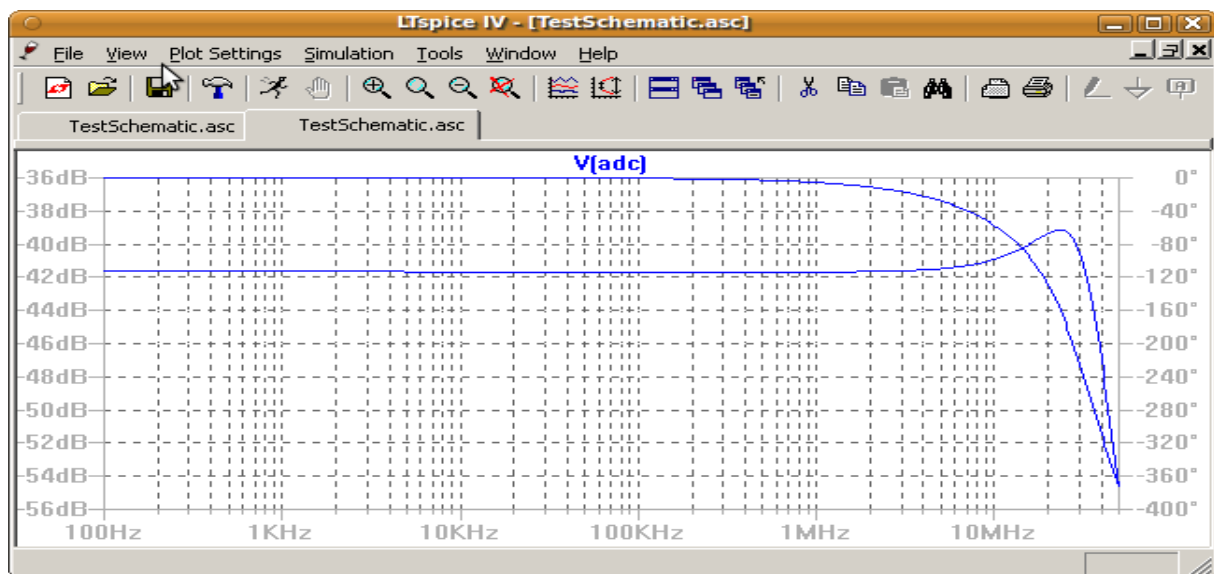 LTspice IV - [TestSchematic.asc]
File View Plot Settings Simulation Tools Window Help
TestSchematic.asc TestSchematic.asc
V(adc)
-36dB 0°
-38dB -40°
-40dB -80°
-42dB -120°
-44dB -160°
-46dB -200°
-48dB -240°
-50dB -280°
-52dB -320°
-54dB -360°
-56dB -400°
100Hz 1KHz 10KHz 100KHz 1MHz 10MHz